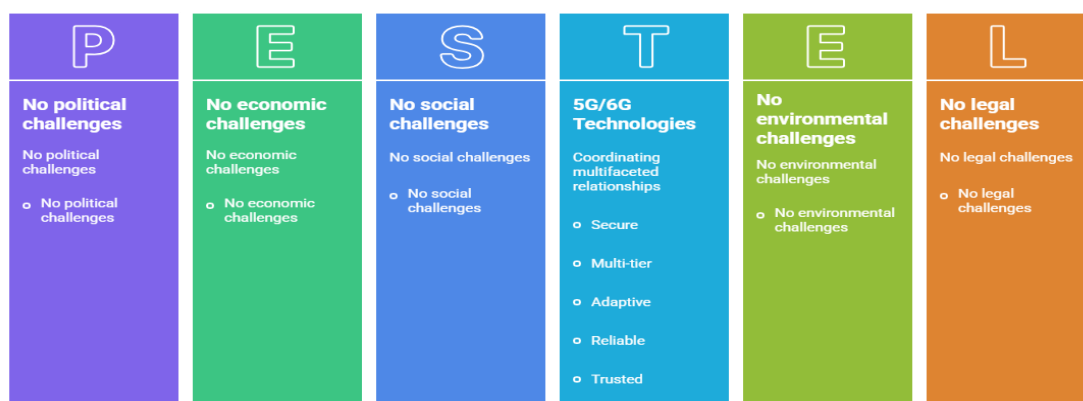 P
No political
challenges
No political
challenges
No political
challenges
E
No economic
challenges
No economic
challenges
No economic
challenges
S
No social
challenges
No social challenges
No social
challenges
T
5G/6G
Technologies
Coordinating
multifaceted
relationships
Secure
Multi-tier
Adaptive
Reliable
Trusted
E
No
environmental
challenges
No environmental
challenges
No environmental
challenges
L
No legal
challenges
No legal challenges
No legal
challenges